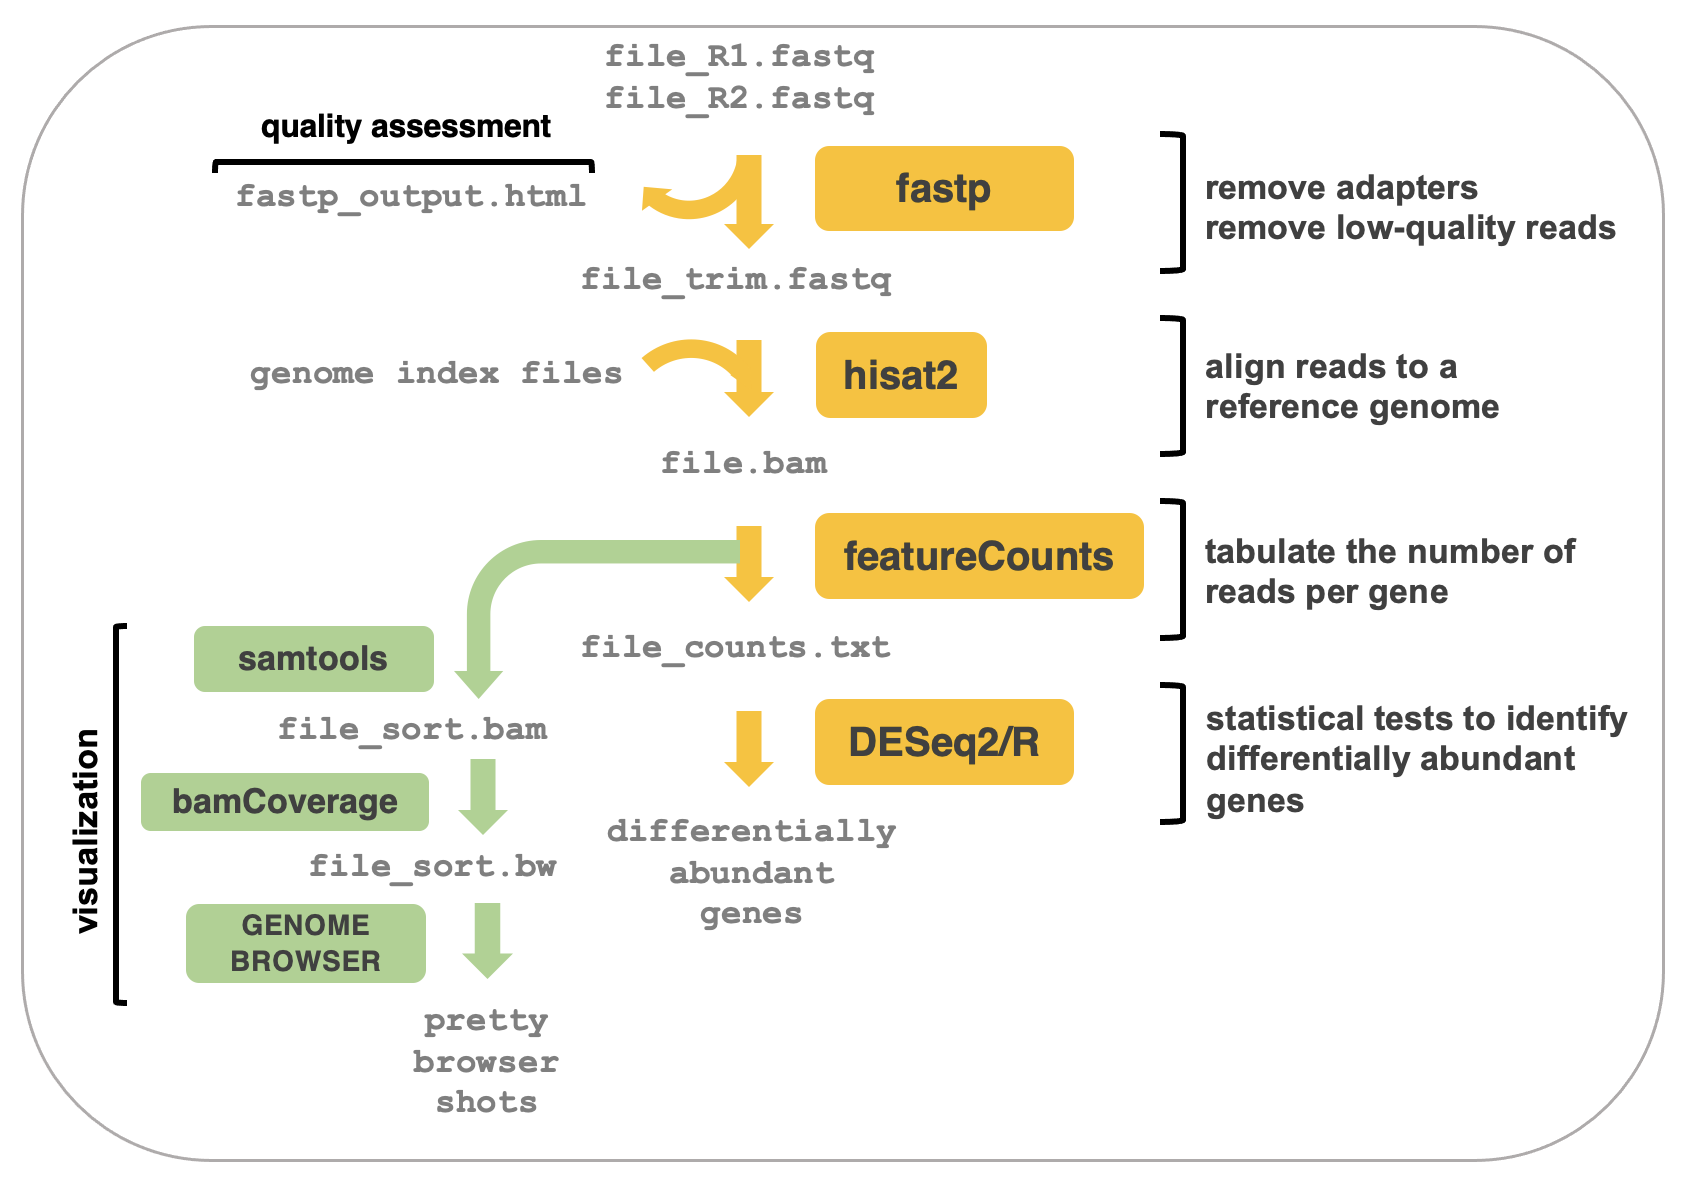 file_R1.fastq
file_R2.fastq
quality assessment
fastp_output.html
fastp
remove adapters
remove low-quality reads
file_trim.fastq
genome index files
hisat2
align reads to a
reference genome
file.bam
featureCounts
tabulate the number of
reads per gene
file_counts.txt
DESeq2/R
statistical tests to identify
differentially abundant
genes
differentially
abundant
genes
visualization
samtools
file_sort.bam
bamCoverage
file_sort.bw
GENOME
BROWSER
pretty
browser
shots